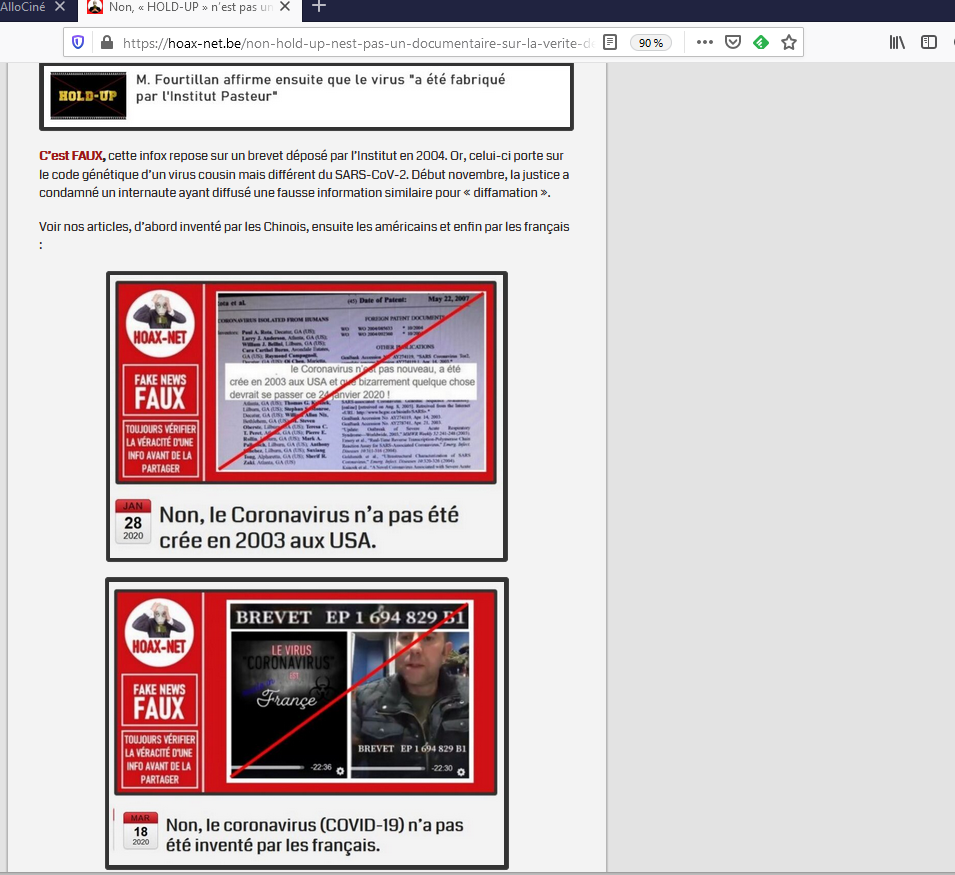 AlloCiné
Non, « HOLD-UP » n'est pas un
https://hoax-net.be/non-hold-up-nest-pas-un-documentaire-sur-la-verite-d
90 %
HOLD-UP
M. Fourtillan affirme ensuite que le virus "a été fabriqué
par l'Institut Pasteur"
C'est FAUX, cette infox repose sur un brevet déposé par l'Institut en 2004. Or, celui-ci porte sur
le code génétique d'un virus cousin mais différent du SARS-CoV-2. Début novembre, la justice a
condamné un internaute ayant diffusé une fausse information similaire pour « diffamation ».
Voir nos articles, d'abord inventé par les Chinois, ensuite les américains et enfin par les français
:
HOAX-NET
FAKE NEWS
FAUX
TOUJOURS VÉRIFIER
LA VÉRACITÉ D'UNE
INFO AVANT DE LA
PARTAGER
Rota et al.
(45) Date of Patent: May 22, 2007
CORONAVIRUS ISOLATED FROM HUMANS
FOREIGN PATENT DOCUMENTS
OTHER PUBLICATIONS
le Coronavirus n'est pas nouveau, a été
crée en 2003 aux USA et que bizarrement quelque chose
devrait se passer ce 24 janvier 2020 !
JAN
28
2020
Non, le Coronavirus n'a pas été
crée en 2003 aux USA.
HOAX-NET
FAKE NEWS
FAUX
TOUJOURS VÉRIFIER
LA VÉRACITÉ D'UNE
INFO AVANT DE LA
PARTAGER
BREVET EP 1 694 829 B1
LE VIRUS
"CORONAVIRUS"
Françe
-22:36
BREVET EP 1 694 829 B1
-22:30
MAR
18
2020
Non, le coronavirus (COVID-19) n'a pas
été inventé par les français.